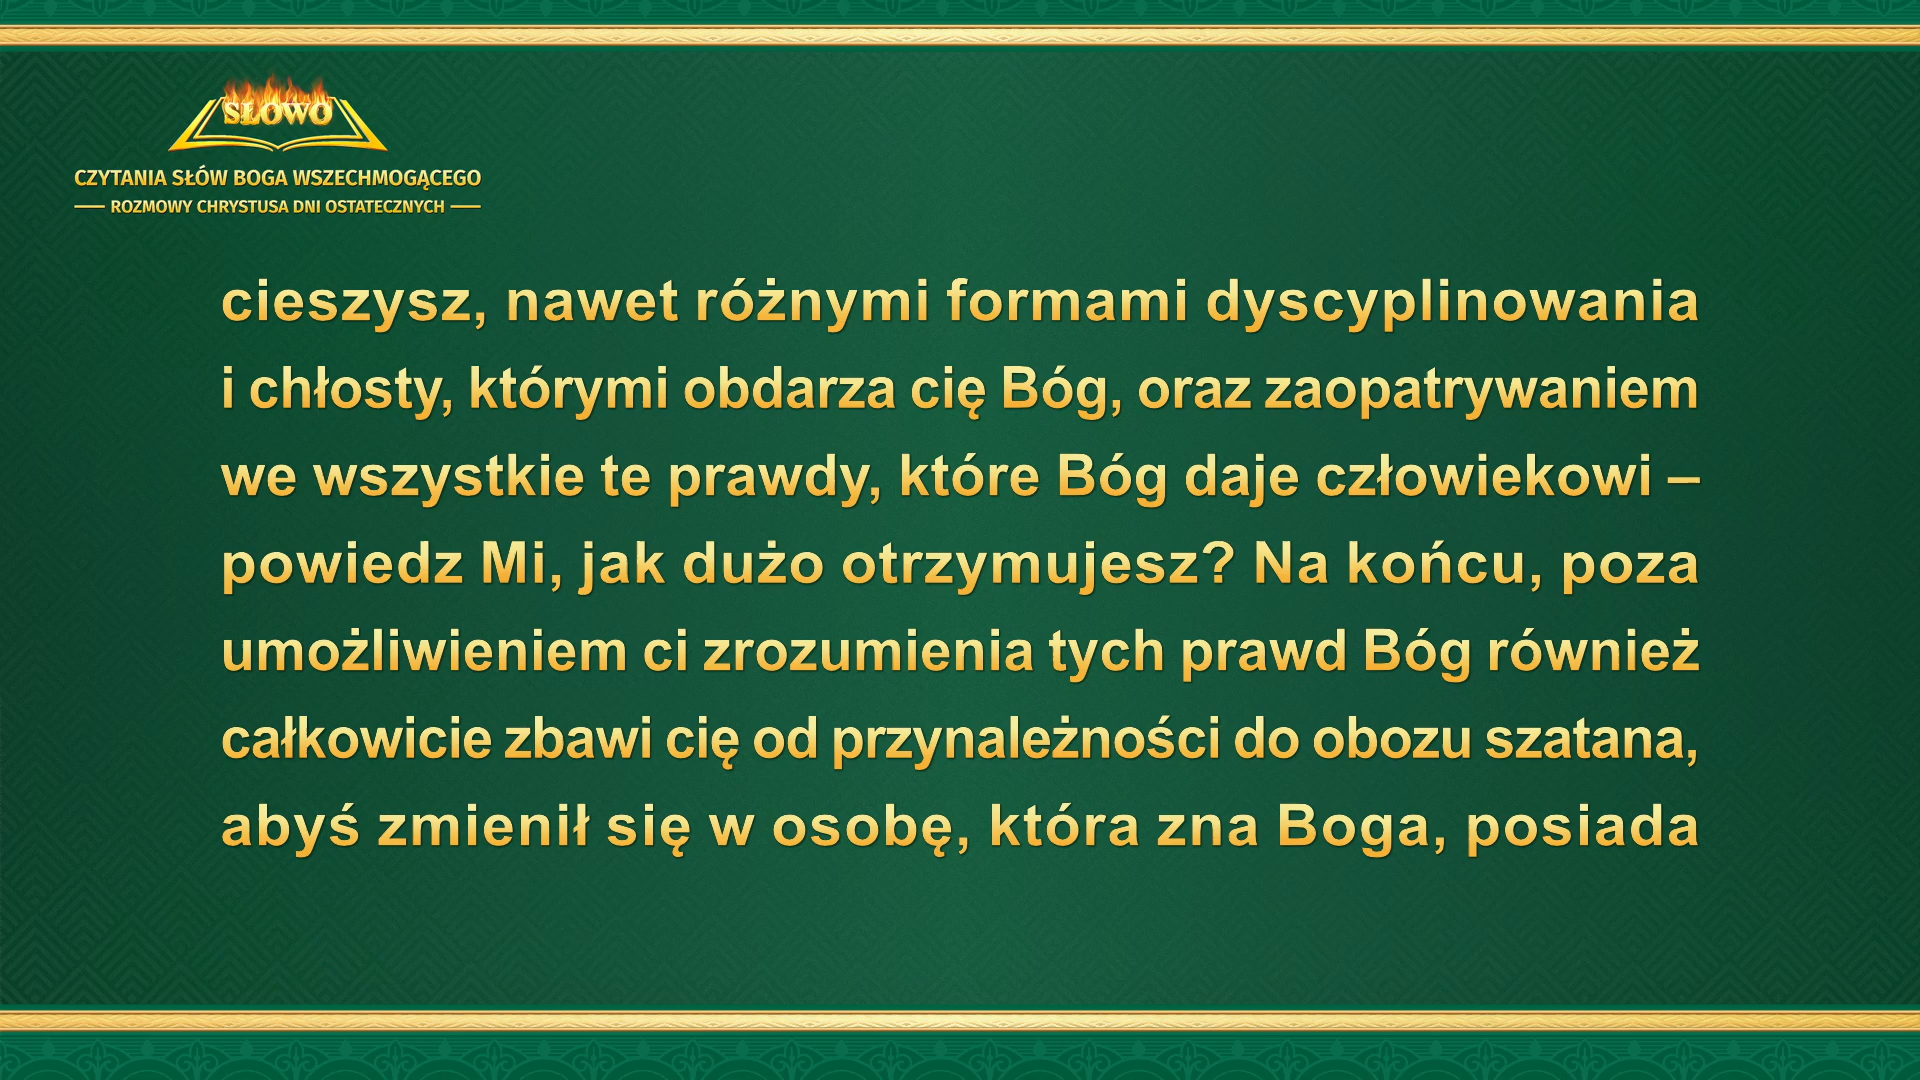 SŁOWO
CZYTANIA SŁÓW BOGA WSZECHMOGĄCEGO
ROZMOWY CHRYSTUSA DNI OSTATECZNYCH
cieszysz, nawet różnymi formami dyscyplinowania
i chłosty, którymi obdarza cię Bóg, oraz zaopatrywaniem
we wszystkie te prawdy, które Bóg daje człowiekowi –
powiedz Mi, jak dużo otrzymujesz? Na końcu, poza
umożliwieniem ci zrozumienia tych prawd Bóg również
całkowicie zbawi cię od przynależności do obozu szatana,
abyś zmienił się w osobę, która zna Boga, posiada